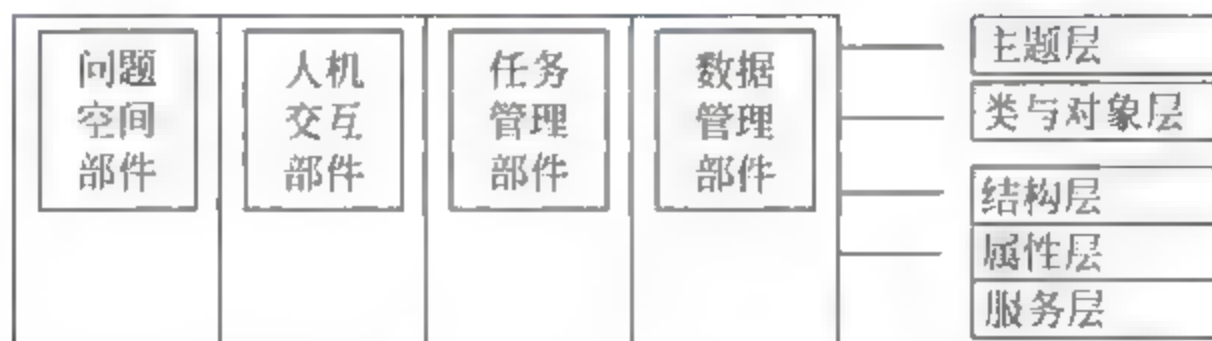 问题
空间
部件
人机
交互
部件
任务
管理
部件
数据
管理
部件
主题层
类与对象层
结构层
属性层
服务层